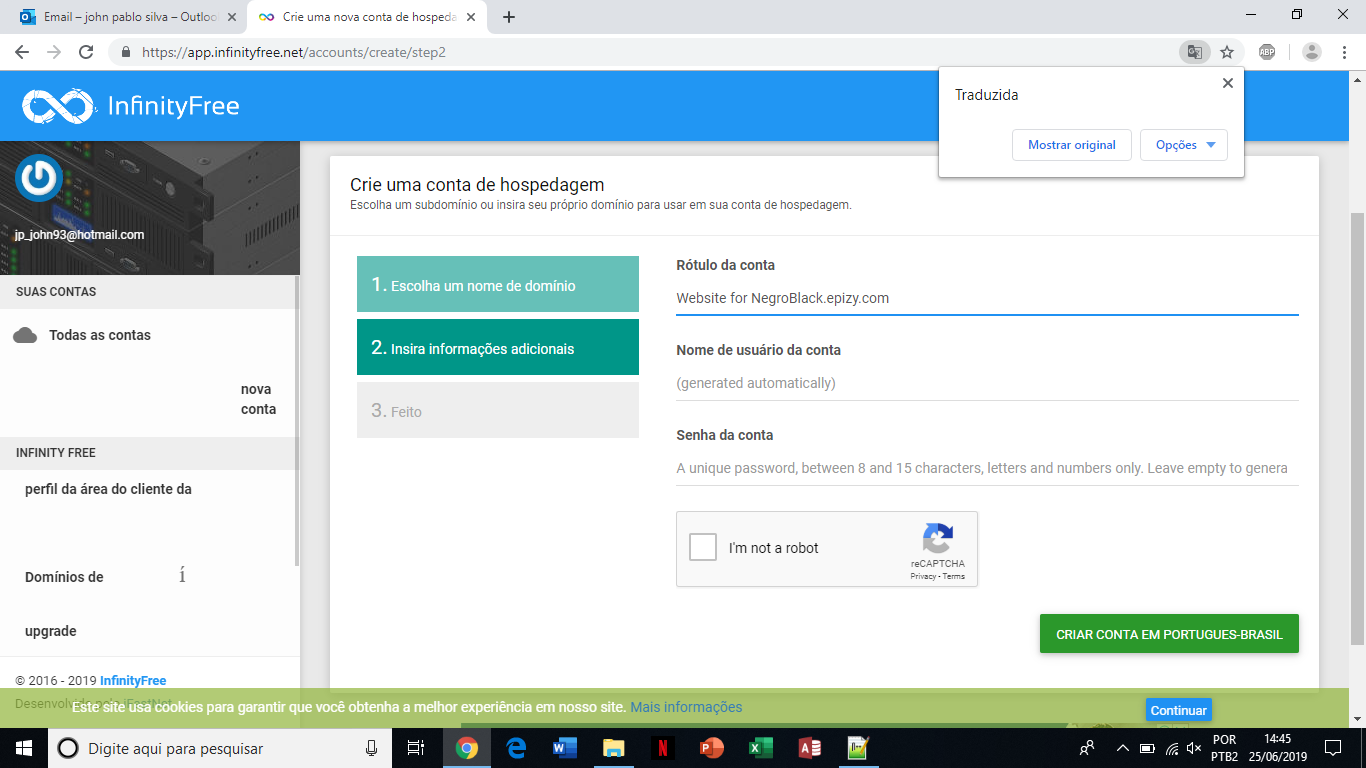 Email – john pablo silva – Outloo
Crie uma nova conta de hospeda
https://app.infinityfree.net/accounts/create/step2
ABP
InfinityFree
Traduzida
Mostrar original
Opções
jp_john93@hotmail.com
SUAS CONTAS
Todas as contas
nova
conta
INFINITY FREE
perfil da área do cliente da
Domínios de í
upgrade
© 2016 - 2019 InfinityFree
Desenvolvido pela iFastNet
Crie uma conta de hospedagem
Escolha um subdomínio ou insira seu próprio domínio para usar em sua conta de hospedagem.
1. Escolha um nome de domínio
2. Insira informações adicionais
3. Feito
Rótulo da conta
Website for NegroBlack.epizy.com
Nome de usuário da conta
(generated automatically)
Senha da conta
A unique password, between 8 and 15 characters, letters and numbers only. Leave empty to genera
I'm not a robot
reCAPTCHA
Privacy - Terms
CRIAR CONTA EM PORTUGUES-BRASIL
Este site usa cookies para garantir que você obtenha a melhor experiência em nosso site. Mais informações
Continuar
Digite aqui para pesquisar
POR
PTB2
14:45
25/06/2019